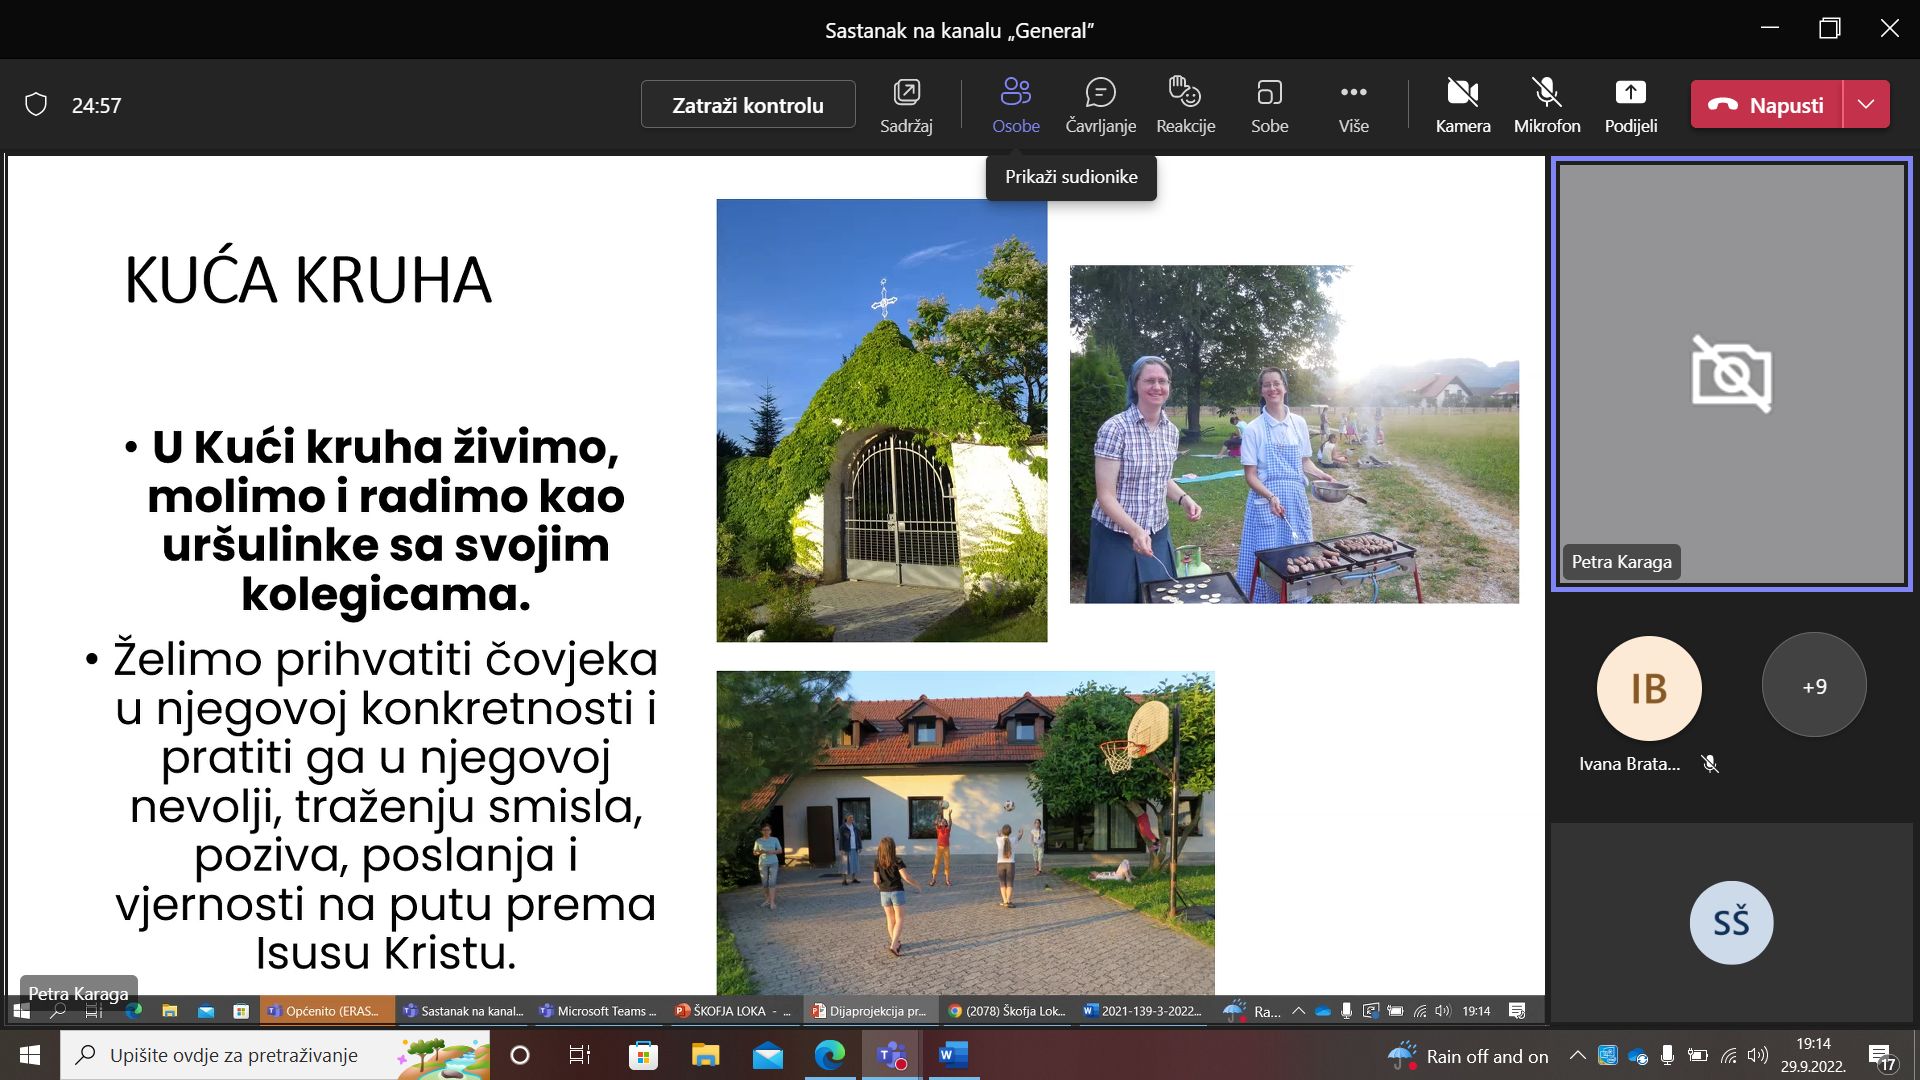 Sastanak na kanalu „General”
24:57
Zatraži kontrolu
Sadržaj
Osobe
Čavrljanje
Reakcije
Sobe
Više
Kamera
Mikrofon
Podijeli
Napusti
Prikaži sudionike
KUĆA KRUHA
• U Kući kruha živimo,
molimo i radimo kao
uršulinke sa svojim
kolegicama.
• Želimo prihvatiti čovjeka
u njegovoj konkretnosti i
pratiti ga u njegovoj
nevolji, traženju smisla,
poziva, poslanja i
vjernosti na putu prema
Isusu Kristu.
Petra Karaga
Petra Karaga
IB
+9
Ivana Brata...
SŠ
Općenito (ERAS...
Sastanak na kanal...
Microsoft Teams ...
ŠKOFJA LOKA - ...
Dijaprojekcija pr...
(2078) Škofja Lok...
2021-139-3-2022...
Ra...
19:14
Upišite ovdje za pretraživanje
Rain off and on
19:14
29.9.2022.
17